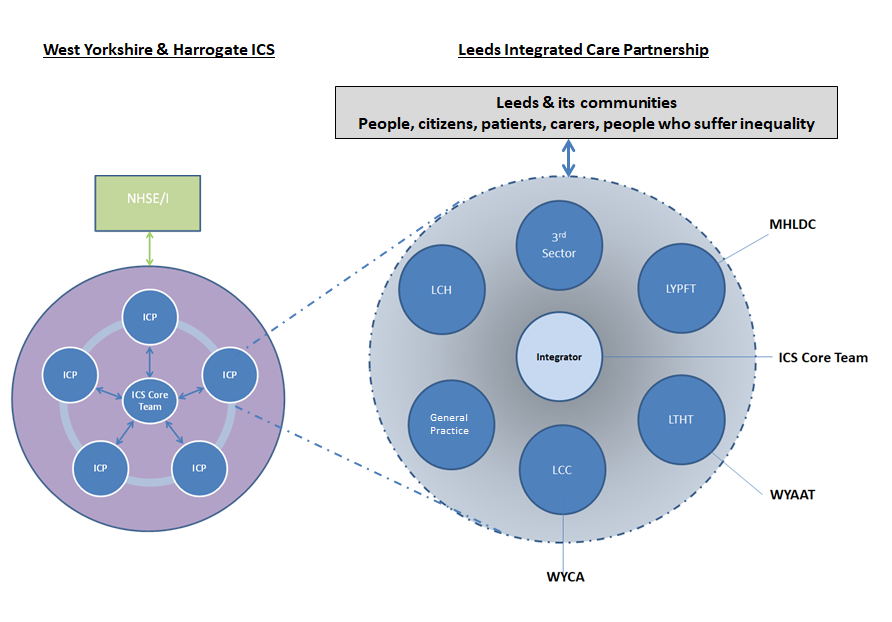 West Yorkshire & Harrogate ICS
Leeds Integrated Care Partnership
Leeds & its communities
People, citizens, patients, carers, people who suffer inequality
NHSE/I
ICP
ICP
ICP
ICS Core
Team
ICP
ICP
3rd
Sector
LCH
LYPFT
MHLDC
Integrator
ICS Core Team
General
Practice
LTHT
LCC
WYAAT
WYCA